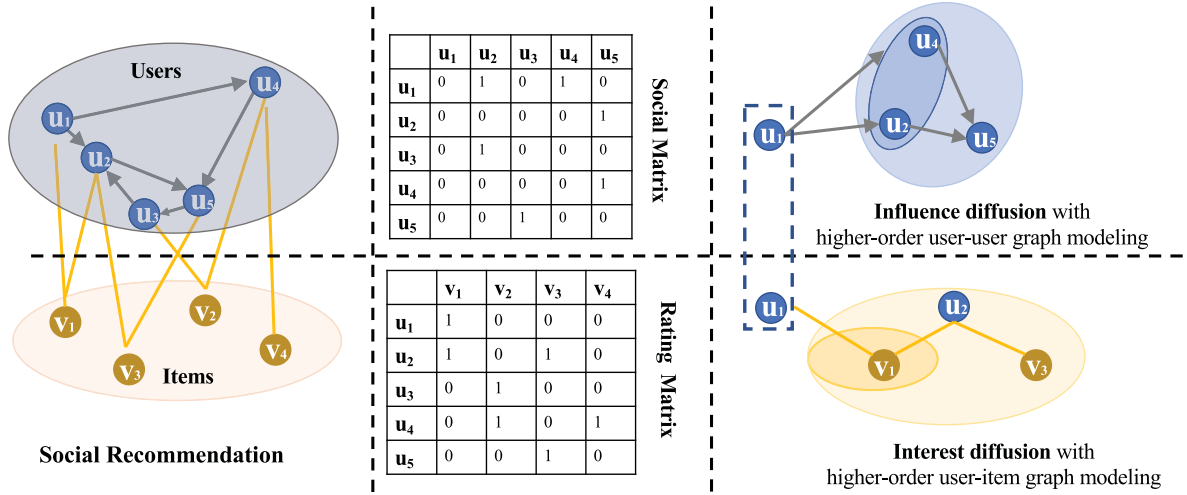 Users
u1
u4
u2
u5
u3
v1
v2
v3
v4
Items
Social Recommendation
u1 u2 u3 u4 u5
u1 0 1 0 1 0
u2 0 0 0 0 1
u3 0 1 0 0 0
u4 0 0 0 0 1
u5 0 0 1 0 0
Social Matrix
v1 v2 v3 v4
u1 1 0 0 0
u2 1 0 1 0
u3 0 1 0 0
u4 0 1 0 1
u5 0 0 1 0
Rating Matrix
u4
u1
u2
u5
Influence diffusion with
higher-order user-user graph modeling
u1
u2
v1
v3
Interest diffusion with
higher-order user-item graph modeling